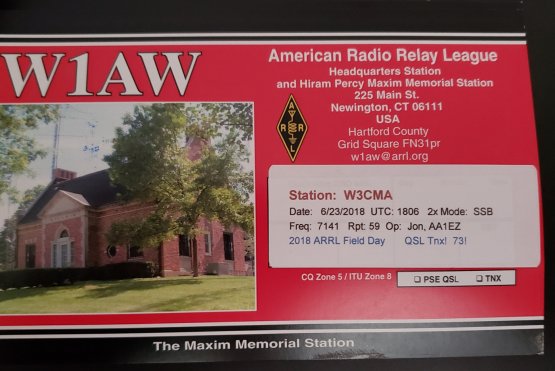 W1AW
American Radio Relay League
Headquarters Station
and Hiram Percy Maxim Memorial Station
225 Main St.
Newington, CT 06111
USA
Hartford County
Grid Square FN31pr
w1aw@arrl.org
A
R R
L
Station: W3CMA
Date: 6/23/2018 UTC: 1806 2x Mode: SSB
Freq: 7141 Rpt: 59 Op: Jon, AA1EZ
2018 ARRL Field Day QSL Tnx! 73!
CQ Zone 5 / ITU Zone 8
☐ PSE QSL ☐ TNX
The Maxim Memorial Station